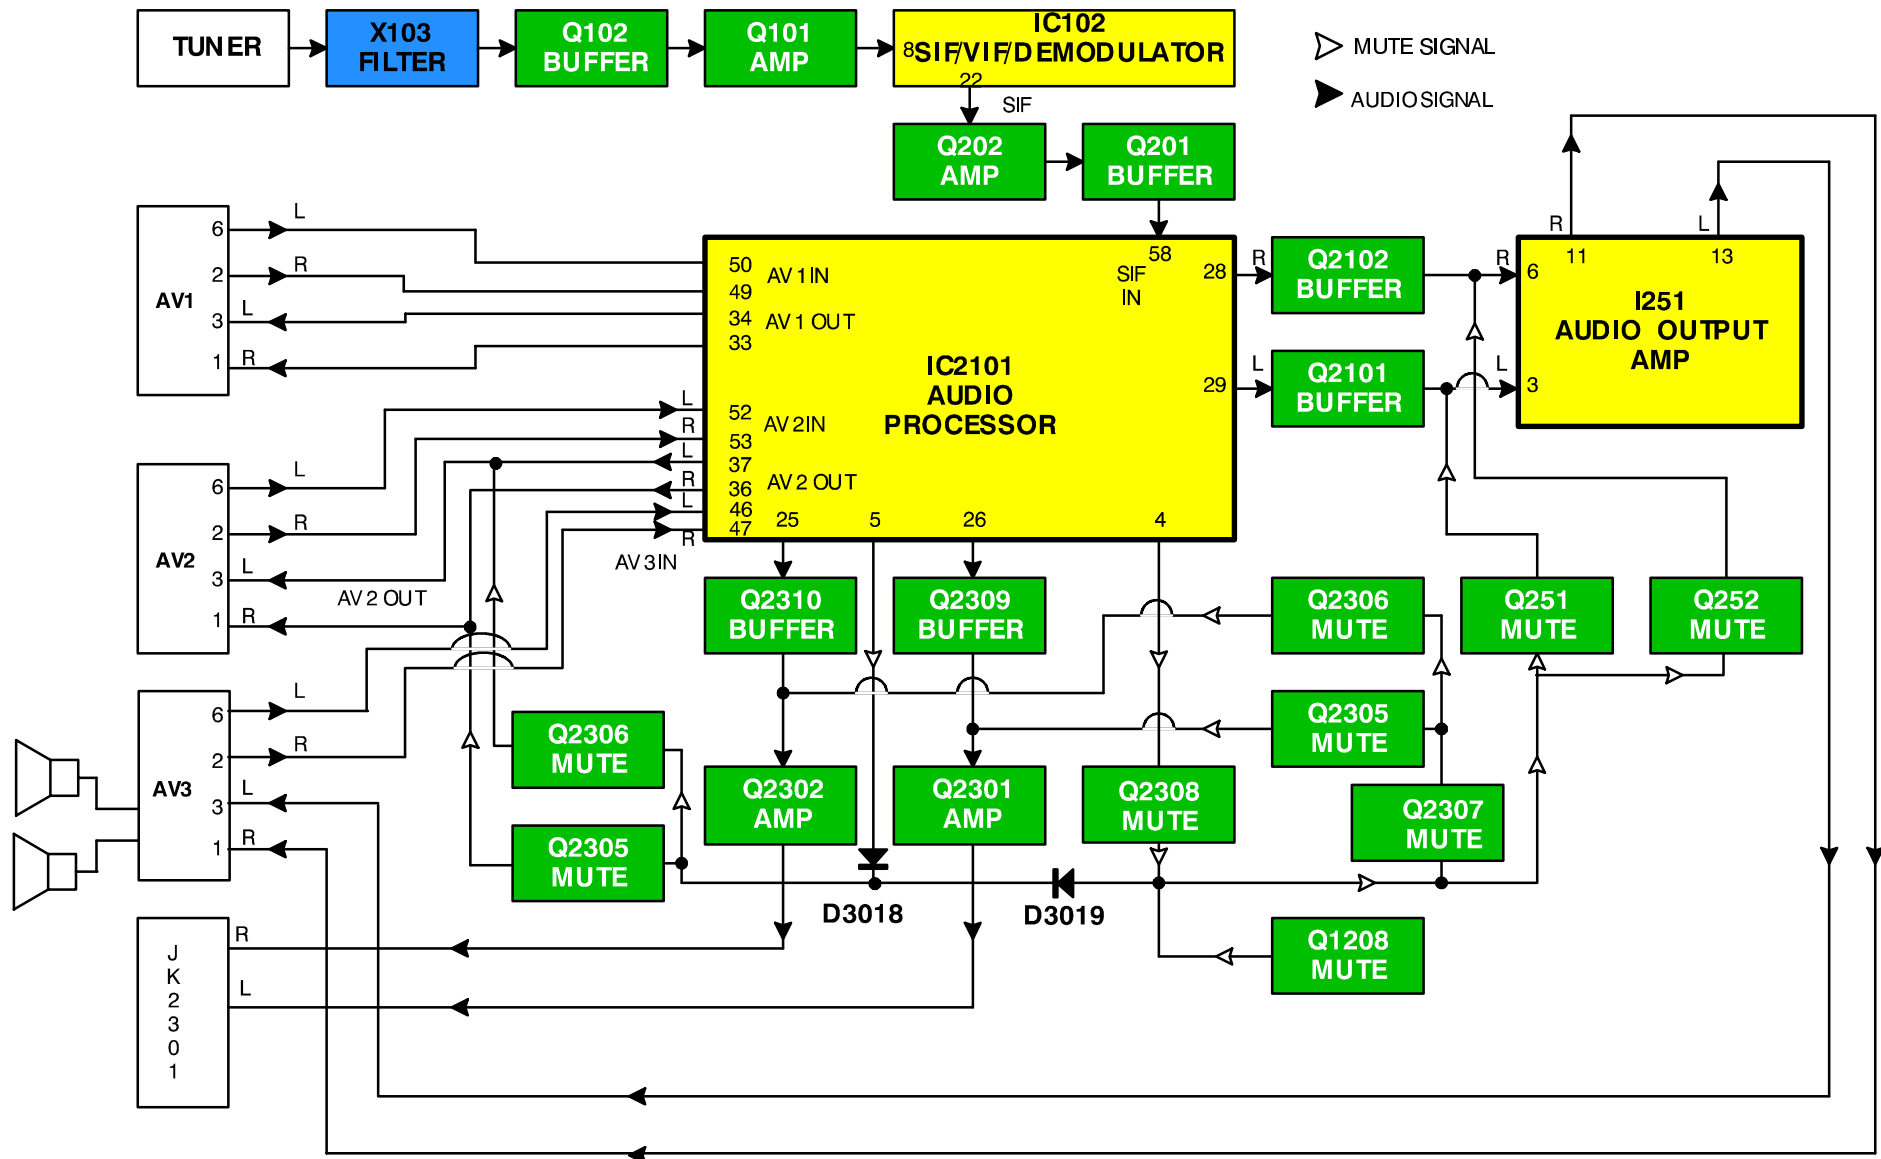 TUNER
X103
FILTER
Q102
BUFFER
Q101
AMP
IC102
8 SIF/VIF/DEMODULATOR
22
SIF
MUTE SIGNAL
AUDIO SIGNAL
Q202
AMP
Q201
BUFFER
AV1
6
L
2
R
3
L
1
R
50
AV 1 IN
49
34
AV 1 OUT
33
58
SIF
IN
28
R
29
L
IC2101
AUDIO
PROCESSOR
L
52
AV 2 IN
R
53
L
37
R
36
AV 2 OUT
L
46
47
R
AV 3 IN
25
5
26
4
Q2102
BUFFER
Q2101
BUFFER
R
6
L
3
R
11
L
13
I251
AUDIO OUTPUT
AMP
AV2
6
L
2
R
3
L
1
R
AV 2 OUT
Q2310
BUFFER
Q2309
BUFFER
Q2306
MUTE
Q251
MUTE
Q252
MUTE
Q2305
MUTE
AV3
6
L
2
R
3
L
1
R
Q2306
MUTE
Q2305
MUTE
Q2302
AMP
Q2301
AMP
Q2308
MUTE
Q2307
MUTE
D3018
D3019
Q1208
MUTE
R
L
J
K
2
3
0
1